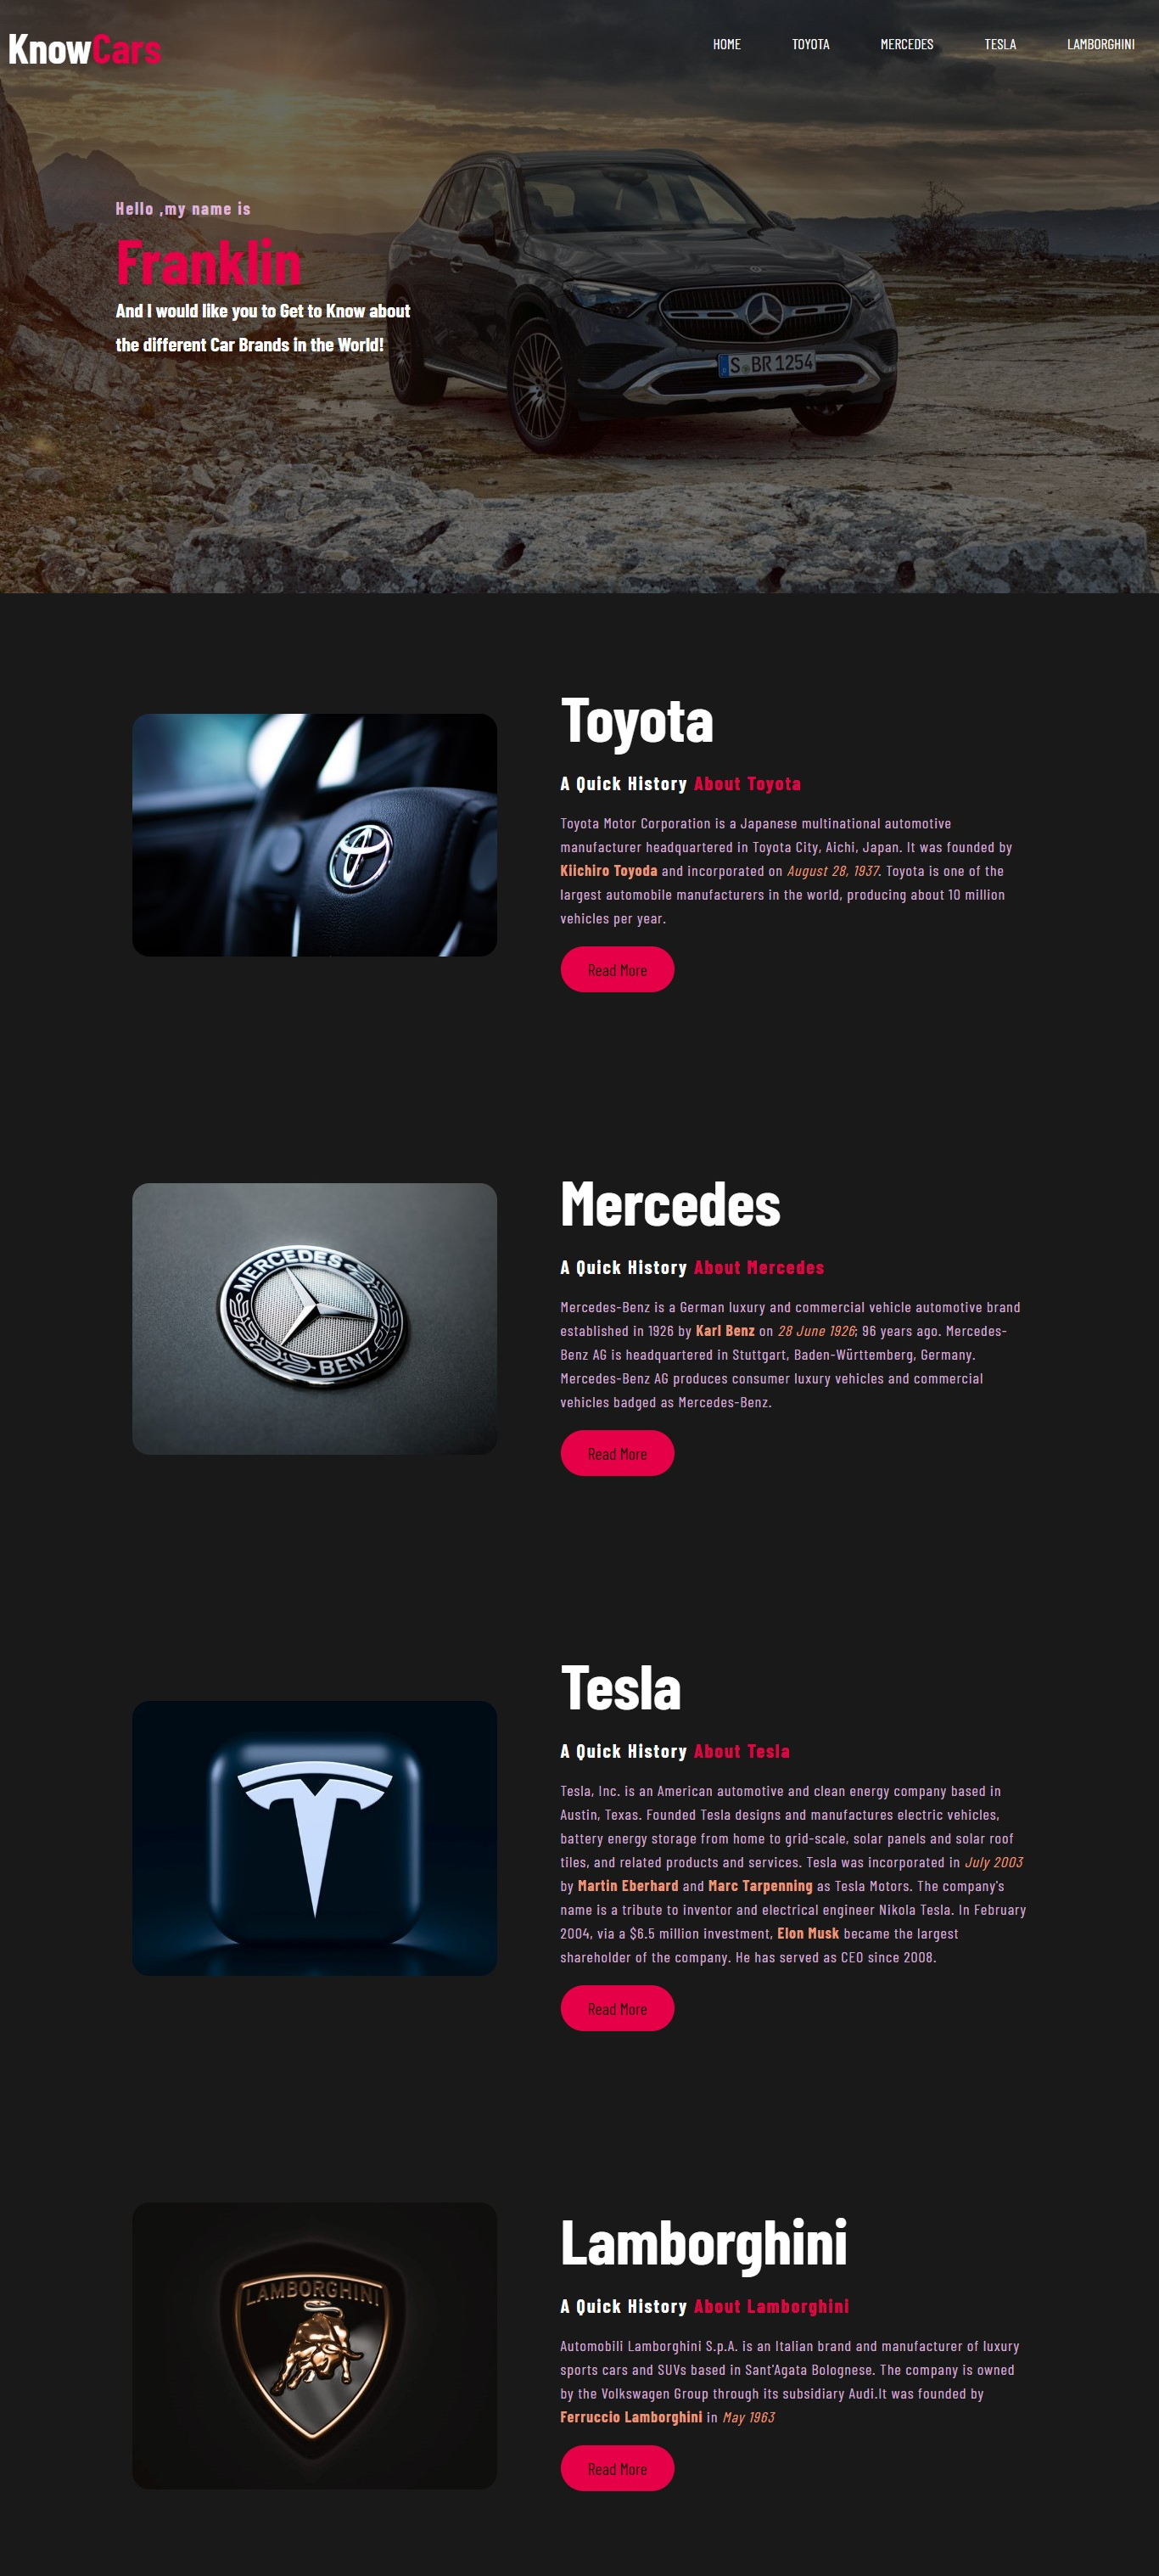 KnowCars
HOME TOYOTA MERCEDES TESLA LAMBORGHINI
Hello ,my name is
Franklin
And I would like you to Get to Know about
the different Car Brands in the World!
S BR 1254
Toyota
A Quick History About Toyota
Toyota Motor Corporation is a Japanese multinational automotive
manufacturer headquartered in Toyota City, Aichi, Japan. It was founded by
Kiichiro Toyoda and incorporated on August 28, 1937. Toyota is one of the
largest automobile manufacturers in the world, producing about 10 million
vehicles per year.
Read More
Mercedes
A Quick History About Mercedes
MERCEDES
BENZ
Mercedes-Benz is a German luxury and commercial vehicle automotive brand
established in 1926 by Karl Benz on 28 June 1926; 96 years ago. Mercedes-
Benz AG is headquartered in Stuttgart, Baden-Württemberg, Germany.
Mercedes-Benz AG produces consumer luxury vehicles and commercial
vehicles badged as Mercedes-Benz.
Read More
Tesla
A Quick History About Tesla
Tesla, Inc. is an American automotive and clean energy company based in
Austin, Texas. Founded Tesla designs and manufactures electric vehicles,
battery energy storage from home to grid-scale, solar panels and solar roof
tiles, and related products and services. Tesla was incorporated in July 2003
by Martin Eberhard and Marc Tarpenning as Tesla Motors. The company's
name is a tribute to inventor and electrical engineer Nikola Tesla. In February
2004, via a $6.5 million investment, Elon Musk became the largest
shareholder of the company. He has served as CEO since 2008.
Read More
LAMBORGHINI
Lamborghini
A Quick History About Lamborghini
Automobili Lamborghini S.p.A. is an Italian brand and manufacturer of luxury
sports cars and SUVs based in Sant'Agata Bolognese. The company is owned
by the Volkswagen Group through its subsidiary Audi.It was founded by
Ferruccio Lamborghini in May 1963
Read More